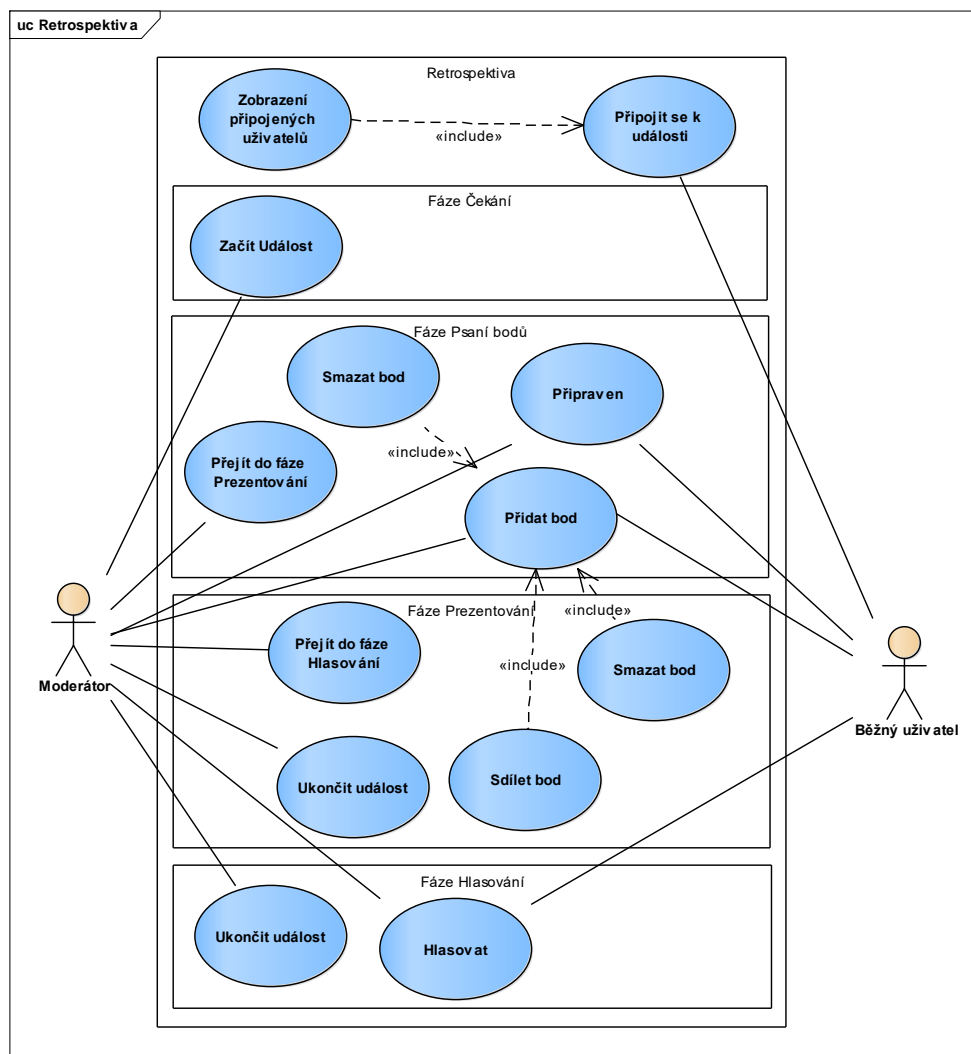 uc Retrospektiva
Retrospektiva
Zobrazení
připojených
uživatelů
«include»
Připojit se k
události
Fáze Čekání
Začít Událost
Fáze Psaní bodů
Smazat bod
Připraven
«include»
Přejít do fáze
Prezentování
Přidat bod
Fáze Prezentování
«include»
Přejít do fáze
Hlasování
«include»
Smazat bod
Moderátor
Běžný uživatel
Ukončit událost
Sdílet bod
Fáze Hlasování
Ukončit událost
Hlasovat